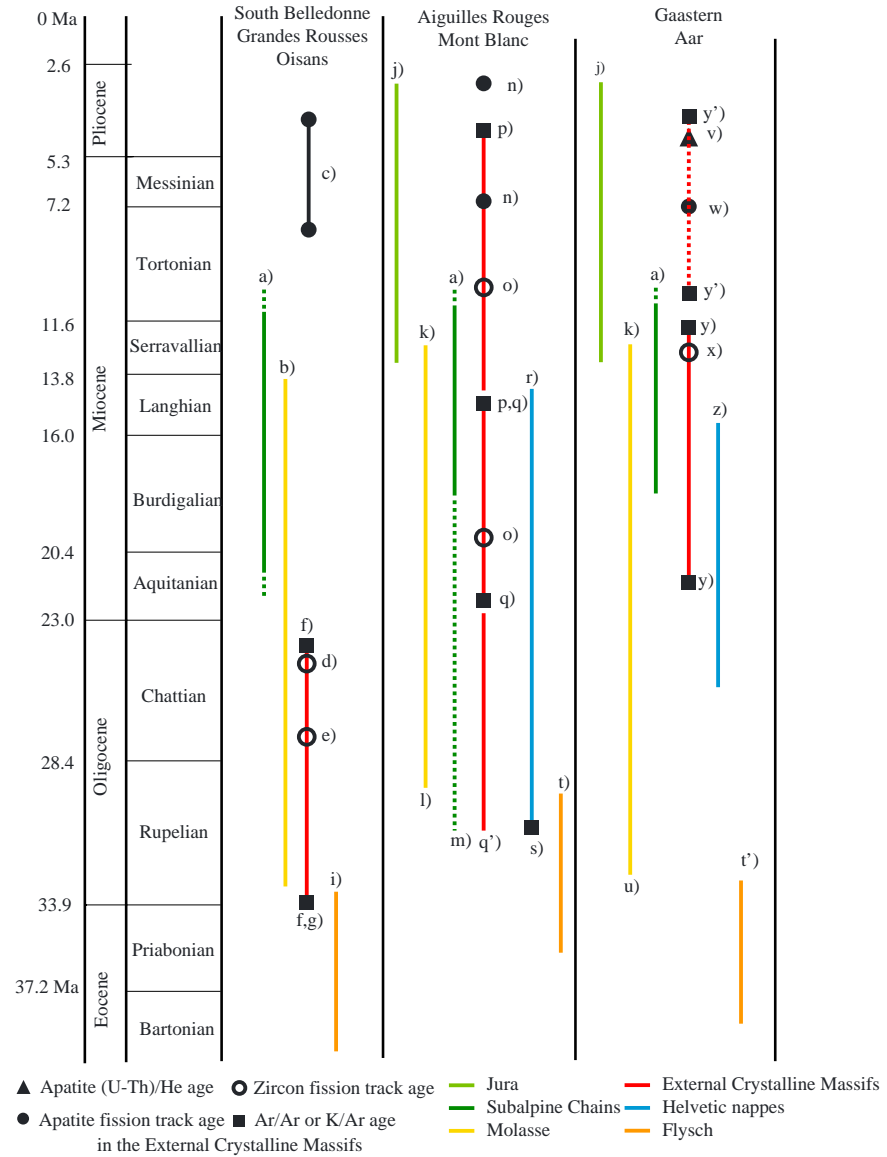 0 Ma
South Belledonne
Grandes Rousses
Oisans
Aiguilles Rouges
Mont Blanc
Gaastern
Aar
2.6
j)
n)
j)
Pliocene
y’)
p)
v)
5.3
c)
Messinian
n)
w)
7.2
Tortonian
a)
a)
o)
a)
y’)
11.6
k)
k)
y)
Serravallian
b)
x)
13.8
r)
Miocene
Langhian
p,q)
z)
16.0
Burdigalian
o)
20.4
Aquitanian
q)
y)
23.0
f)
d)
Chattian
e)
Oligocene
28.4
t)
l)
Rupelian
m)
q’)
s)
t’)
i)
u)
33.9
f,g)
Priabonian
37.2 Ma
Eocene
Bartonian
Apatite (U-Th)/He age
Zircon fission track age
Apatite fission track age
Ar/Ar or K/Ar age
in the External Crystalline Massifs
Jura
External Crystalline Massifs
Subalpine Chains
Helvetic nappes
Molasse
Flysch